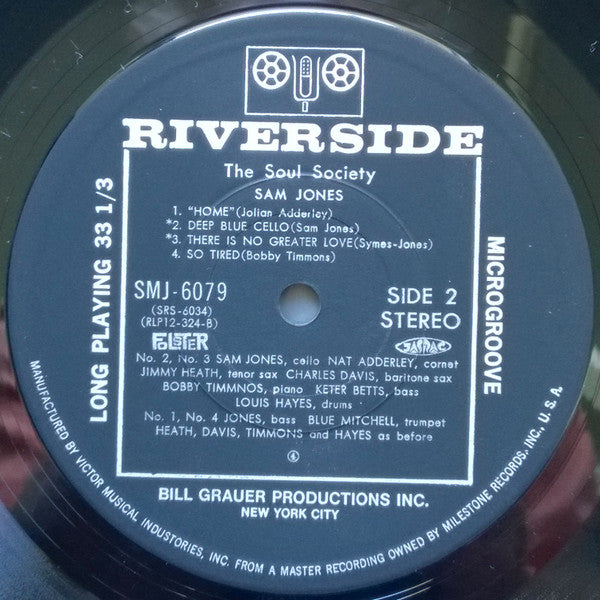 RIVERSIDE
The Soul Society
SAM JONES
1. "HOME"(Jolian Adderley)
*2. DEEP BLUE CELLO(Sam Jones)
*3. THERE IS NO GREATER LOVE(Symes-Jones)
4. SO TIRED(Bobby Timmons)
SMJ-6079
(SRS-6034)
(RLP12-324-B)
SIDE 2
STEREO
No. 2, No. 3 SAM JONES, cello NAT ADDERLEY, cornet
JIMMY HEATH, tenor sax CHARLES DAVIS, baritone sax
BOBBY TIMMNOS, piano KETER BETTS, bass
LOUIS HAYES, drums
No. 1, No. 4 JONES, bass BLUE MITCHELL, trumpet
HEATH, DAVIS, TIMMONS and HAYES as before
4
BILL GRAUER PRODUCTIONS INC.
NEW YORK CITY
LONG PLAYING 33 1/3
MICROGROOVE
MANUFACTURED BY VICTOR MUSICAL INDUSTORIES, INC. FROM A MASTER RECORDING OWNED BY MILESTONE RECORDS, INC., U.S.A.